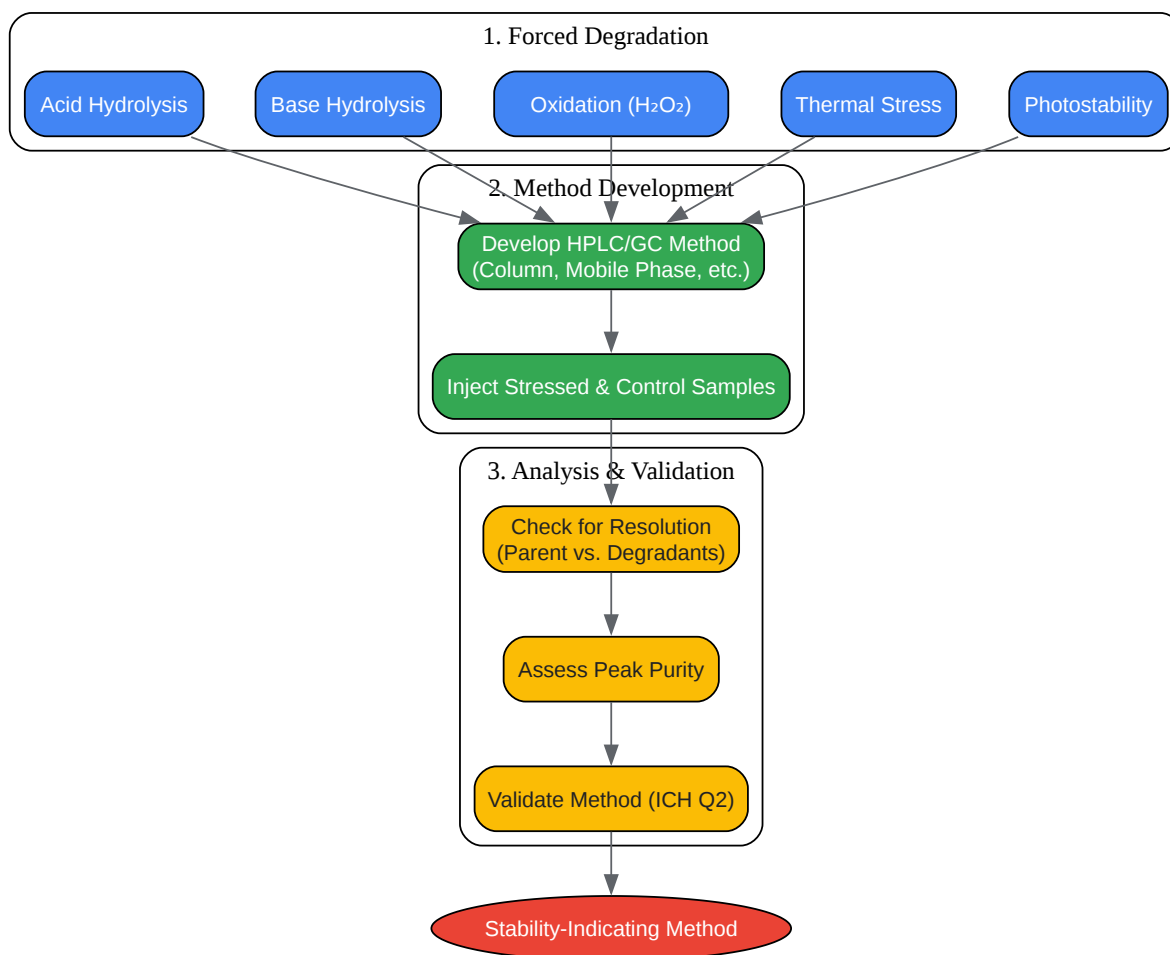 1. Forced Degradation
Acid Hydrolysis
Base Hydrolysis
Oxidation (H₂O₂)
Thermal Stress
Photostability
2. Method Development
Develop HPLC/GC Method
(Column, Mobile Phase, etc.)
Inject Stressed & Control Samples
3. Analysis & Validation
Check for Resolution
(Parent vs. Degradants)
Assess Peak Purity
Validate Method (ICH Q2)
Stability-Indicating Method